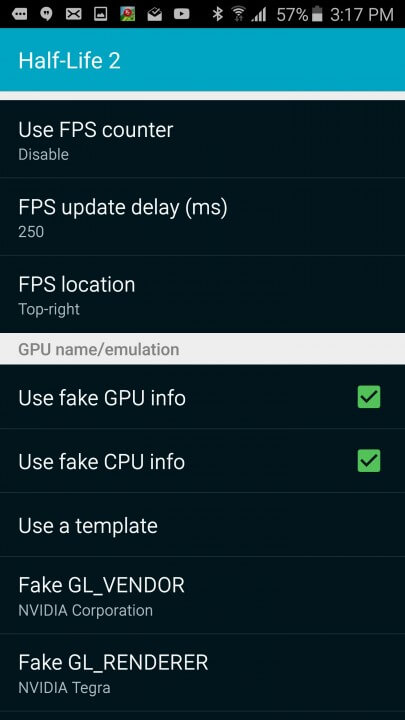 57% 3:17 PM
Half-Life 2
Use FPS counter
Disable
FPS update delay (ms)
250
FPS location
Top-right
GPU name/emulation
Use fake GPU info
Use fake CPU info
Use a template
Fake GL_VENDOR
NVIDIA Corporation
Fake GL_RENDERER
NVIDIA Tegra